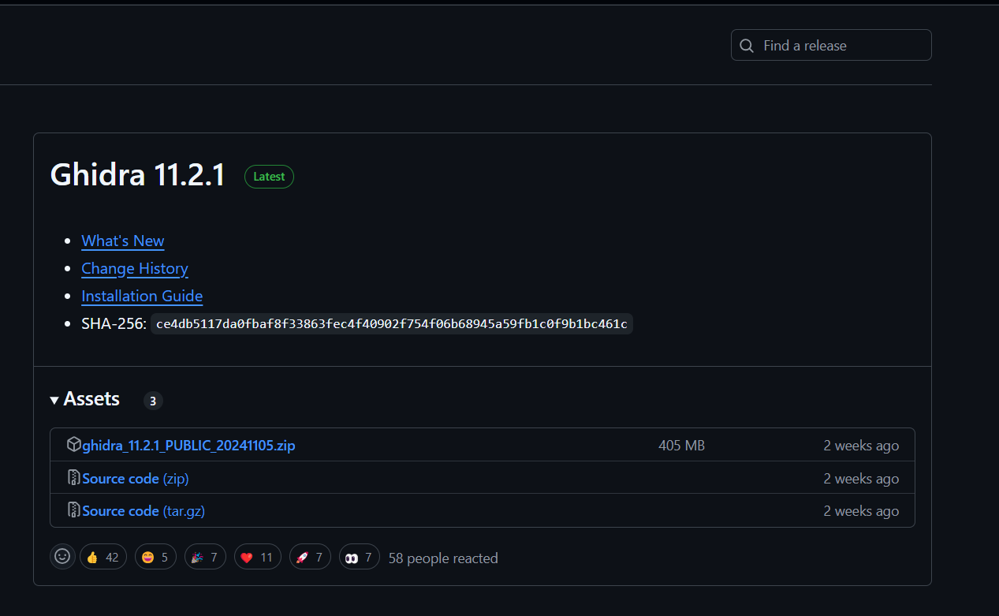 Find a release
Ghidra 11.2.1 Latest
What's New
Change History
Installation Guide
SHA-256: ce4db5117da0fbaf8f33863fec4f40902f754f06b68945a59fb1c0f9b1bc461c
Assets 3
ghidra_11.2.1_PUBLIC_20241105.zip 405 MB 2 weeks ago
Source code (zip) 2 weeks ago
Source code (tar.gz) 2 weeks ago
42 5 7 11 7 7 58 people reacted